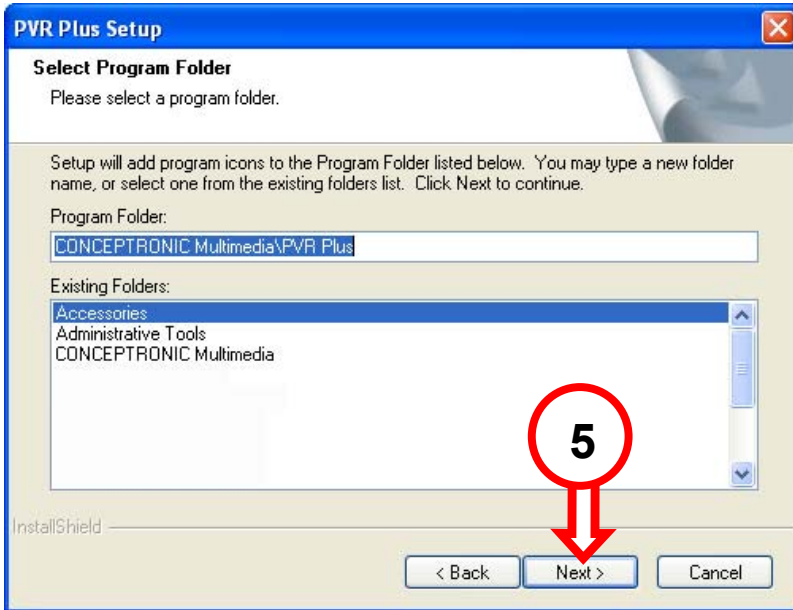 PVR Plus Setup
Select Program Folder
Please select a program folder.
Setup will add program icons to the Program Folder listed below. You may type a new folder
name, or select one from the existing folders list. Click Next to continue.
Program Folder:
CONCEPTRONIC Multimedia\PVR Plus
Existing Folders:
Accessories
Administrative Tools
CONCEPTRONIC Multimedia
5
InstallShield
< Back Next > Cancel